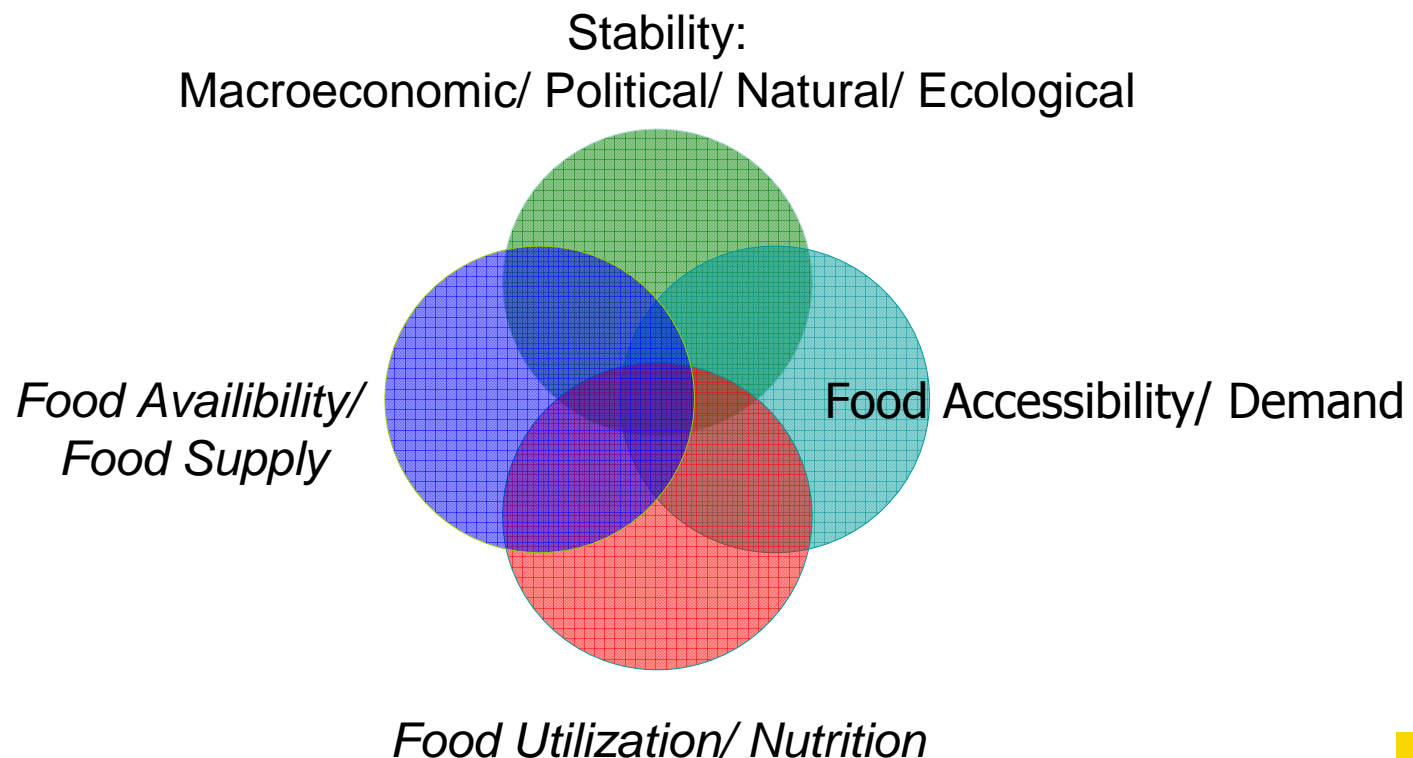 Stability:
Macroeconomic/ Political/ Natural/ Ecological
Food Availibility/
Food Supply
Food Accessibility/ Demand
Food Utilization/ Nutrition